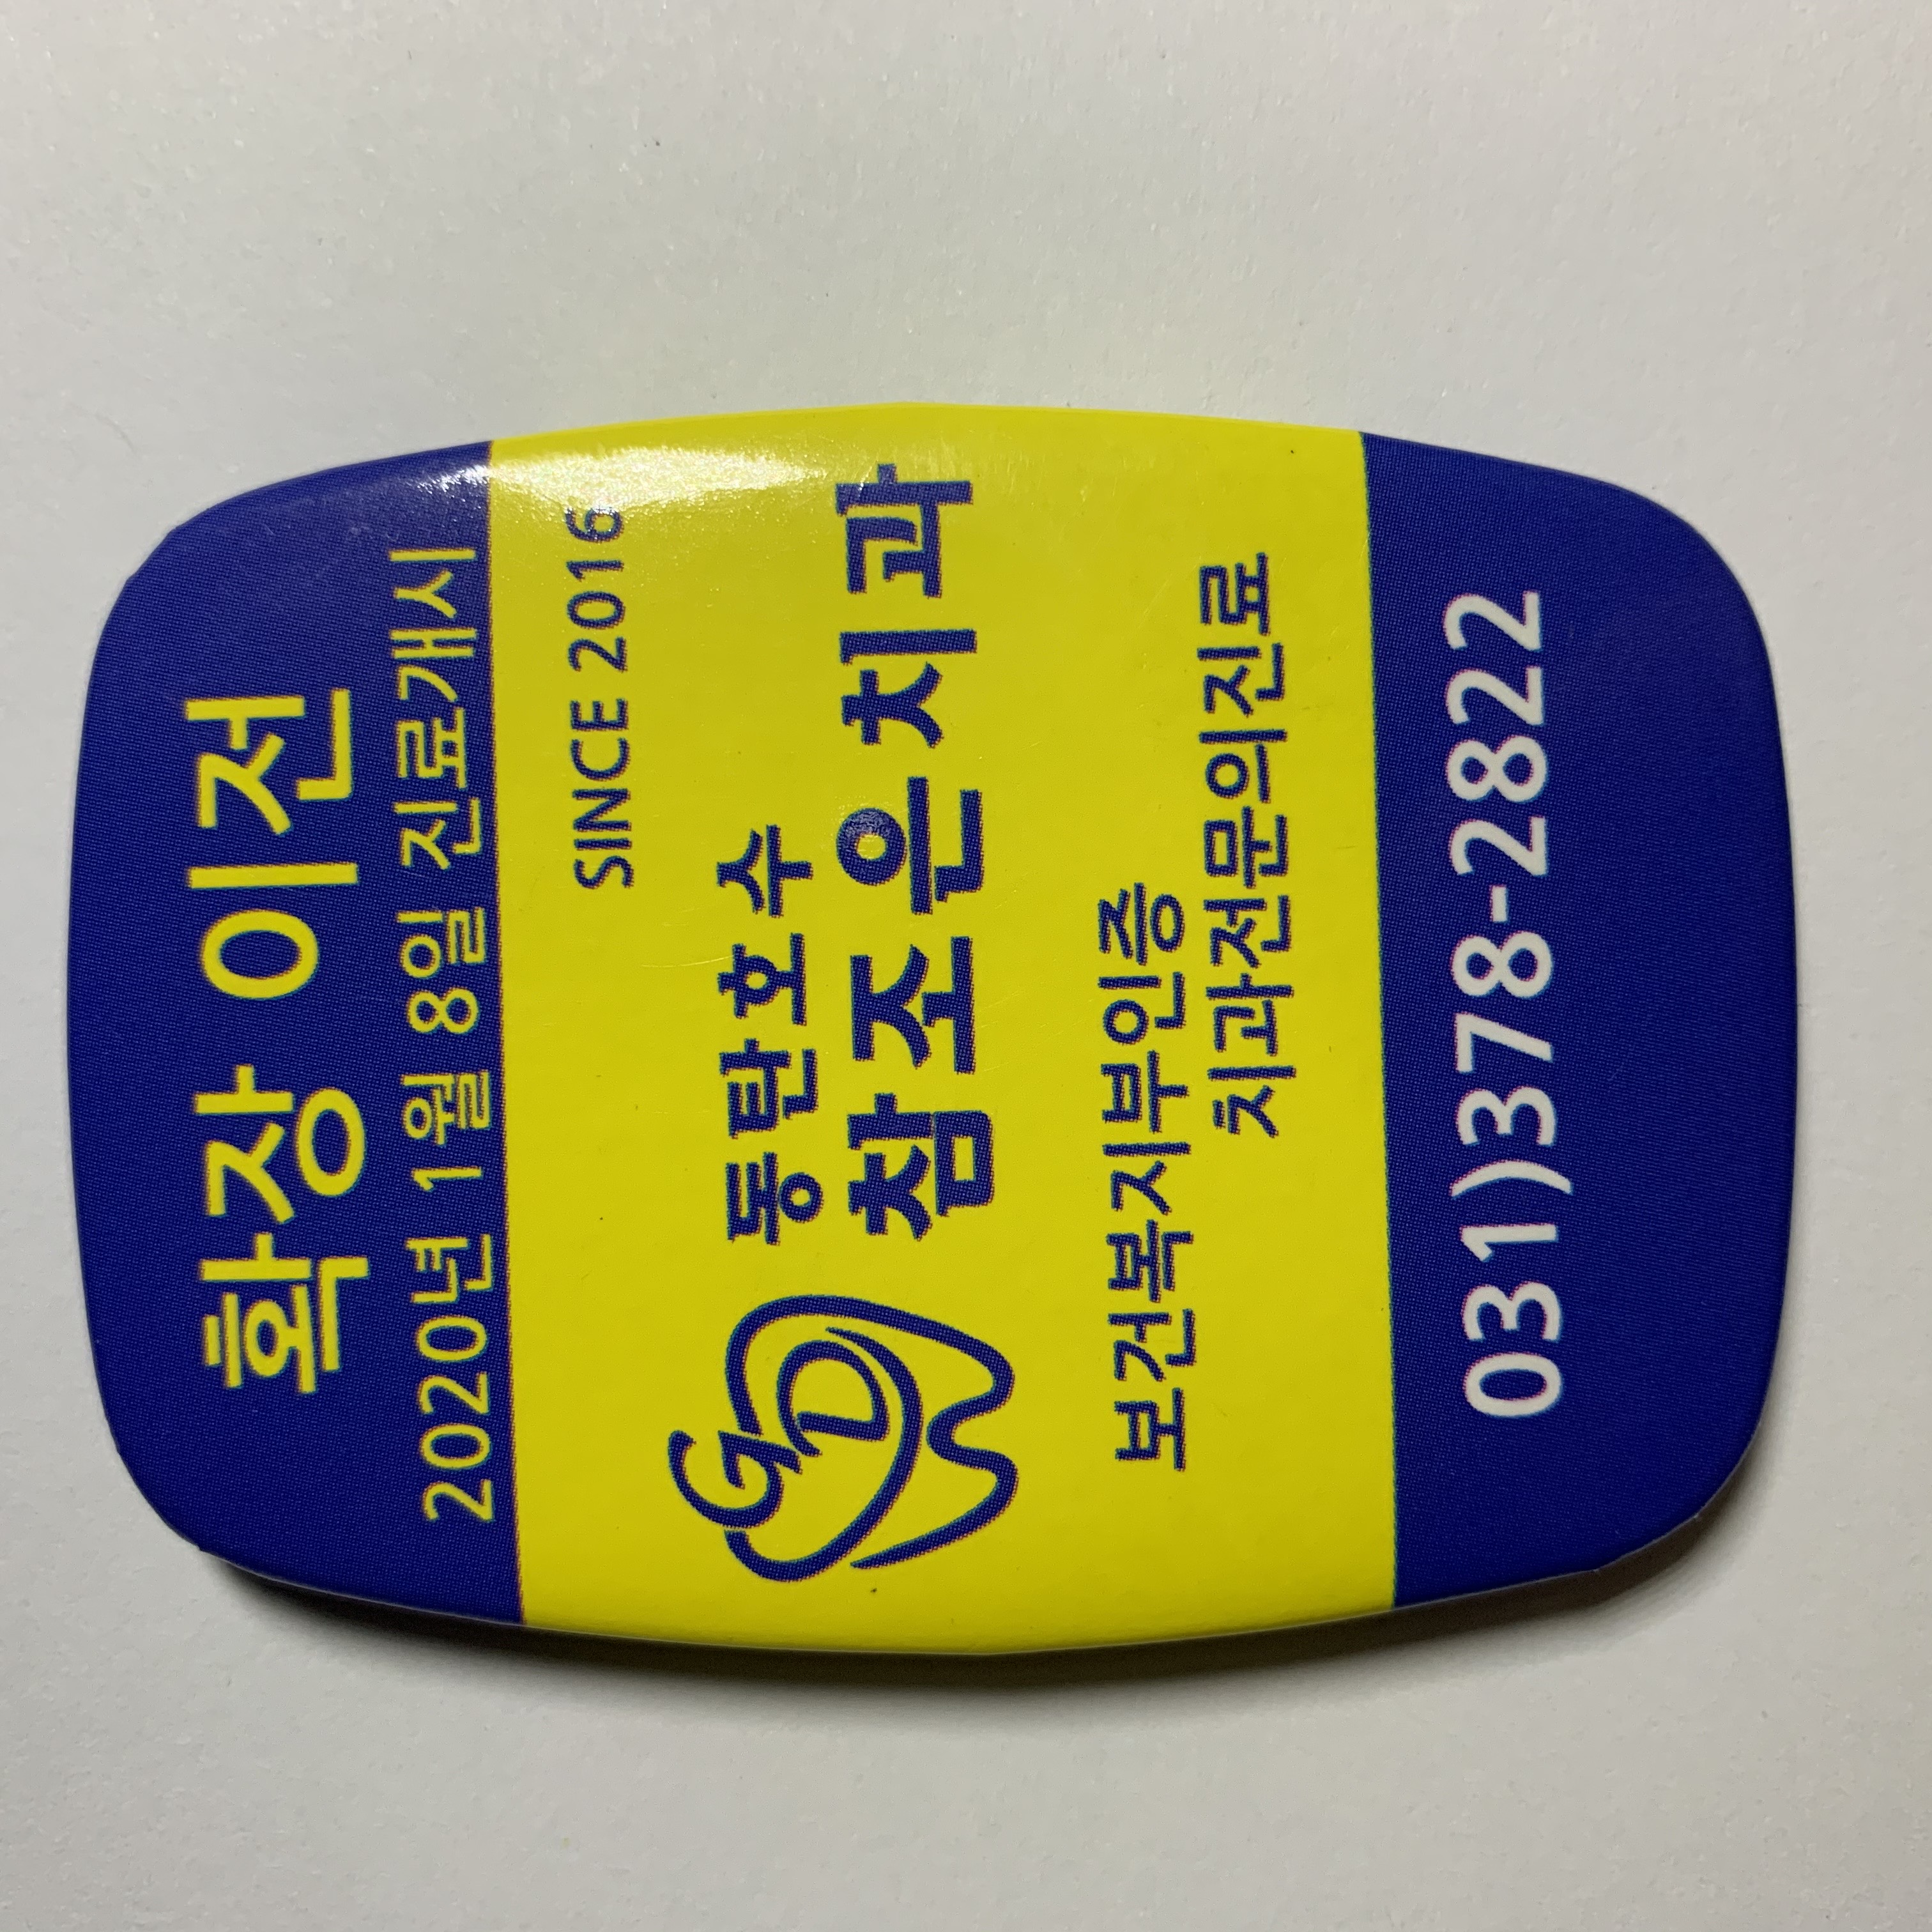 확장 이전
2020년 1월 8일 진료개시
SINCE 2016
GD
동탄호수
참조은치과
보건복지부인증
치과전문의진료
031)378-2822